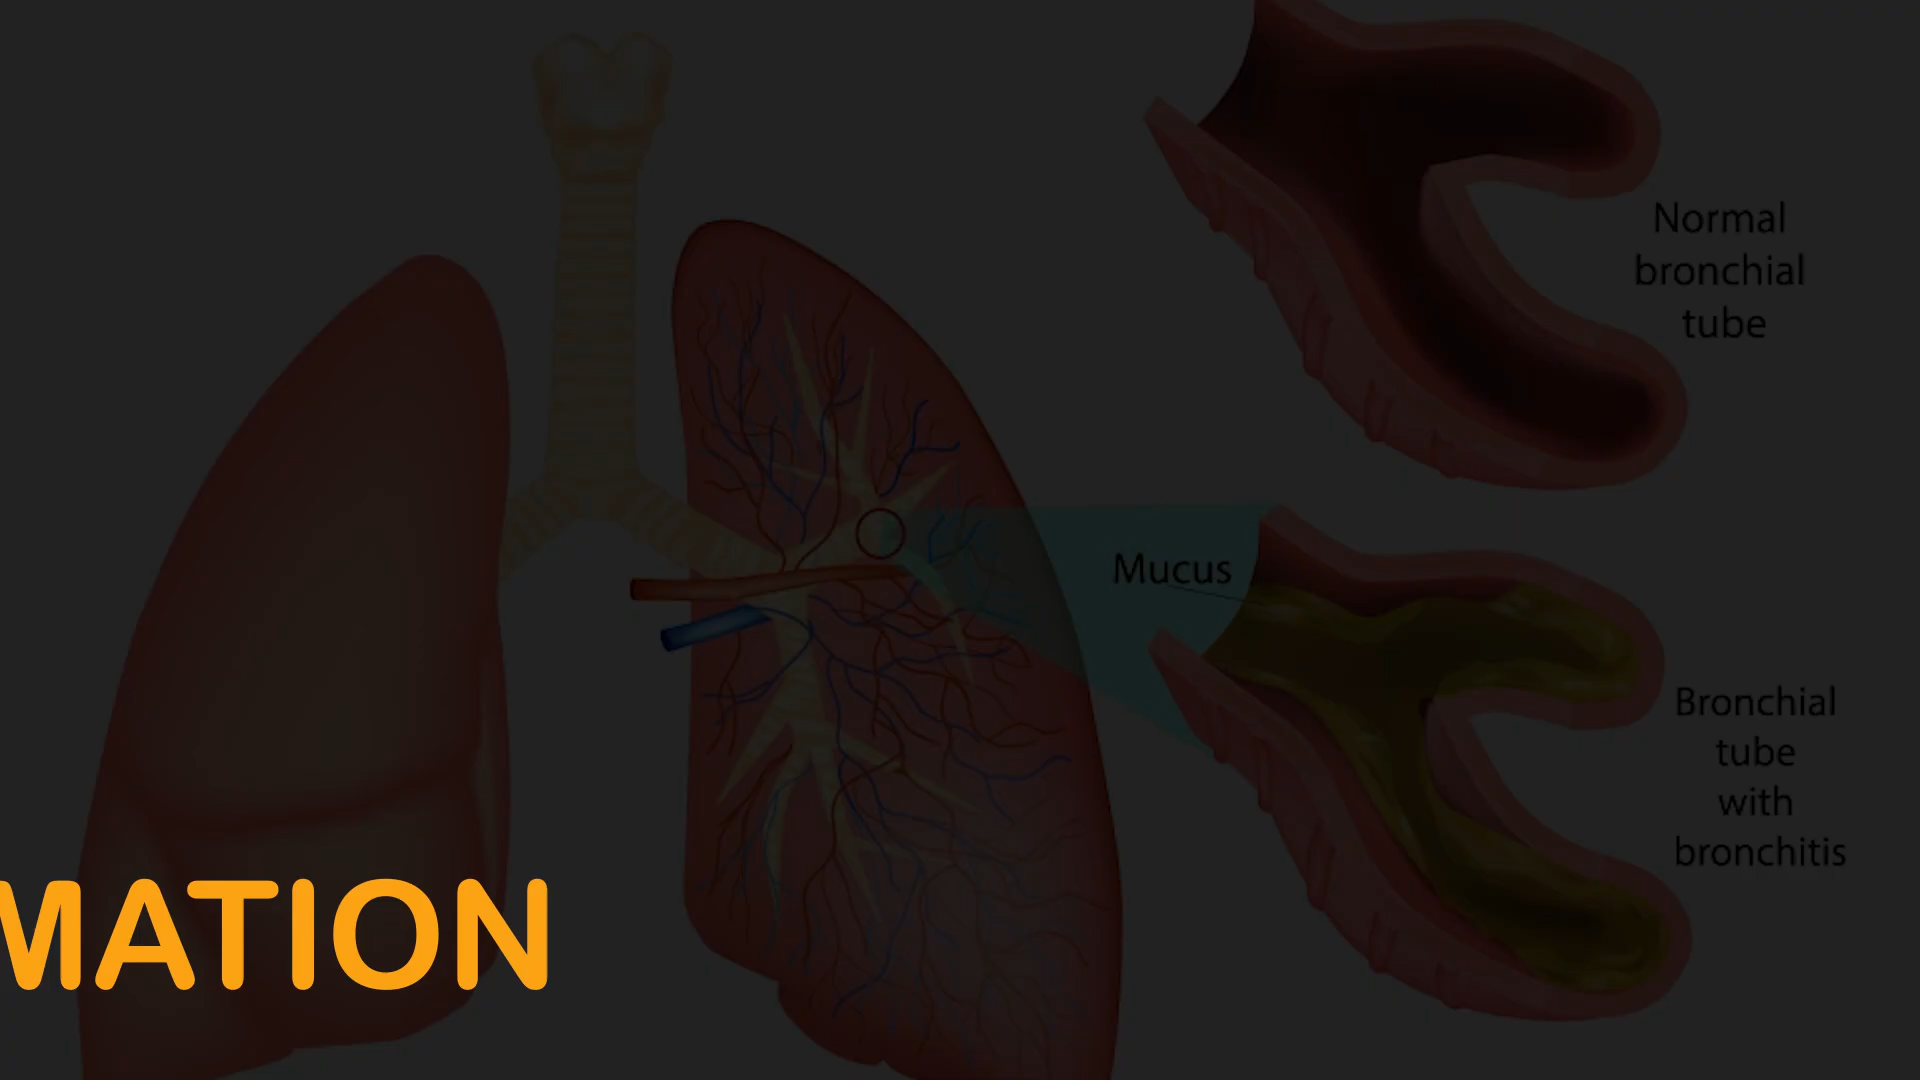 Normal
bronchial
tube
Mucus
Bronchial
tube
with
bronchitis
MATION